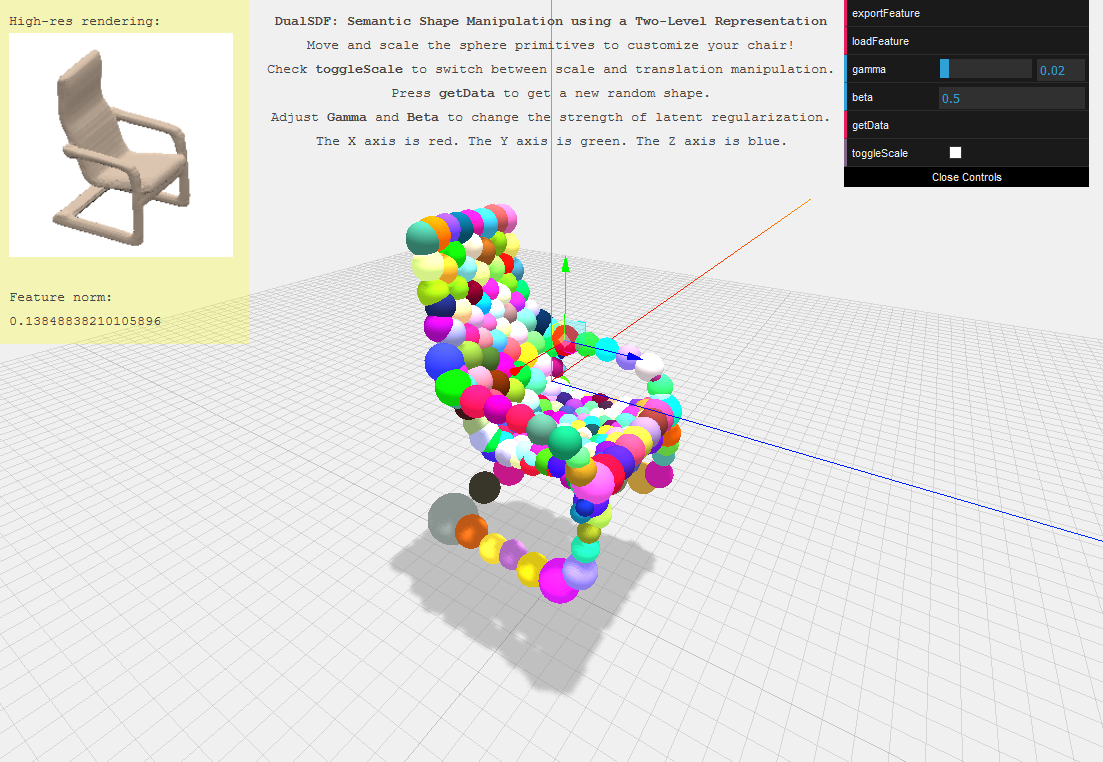 High-res rendering:
DualSDF: Semantic Shape Manipulation using a Two-Level Representation
Move and scale the sphere primitives to customize your chair!
Check toggleScale to switch between scale and translation manipulation.
Press getData to get a new random shape.
Adjust Gamma and Beta to change the strength of latent regularization.
The X axis is red. The Y axis is green. The Z axis is blue.
exportFeature
loadFeature
gamma 0.02
beta 0.5
getData
toggleScale
Close Controls
Feature norm:
0.13848838210105896